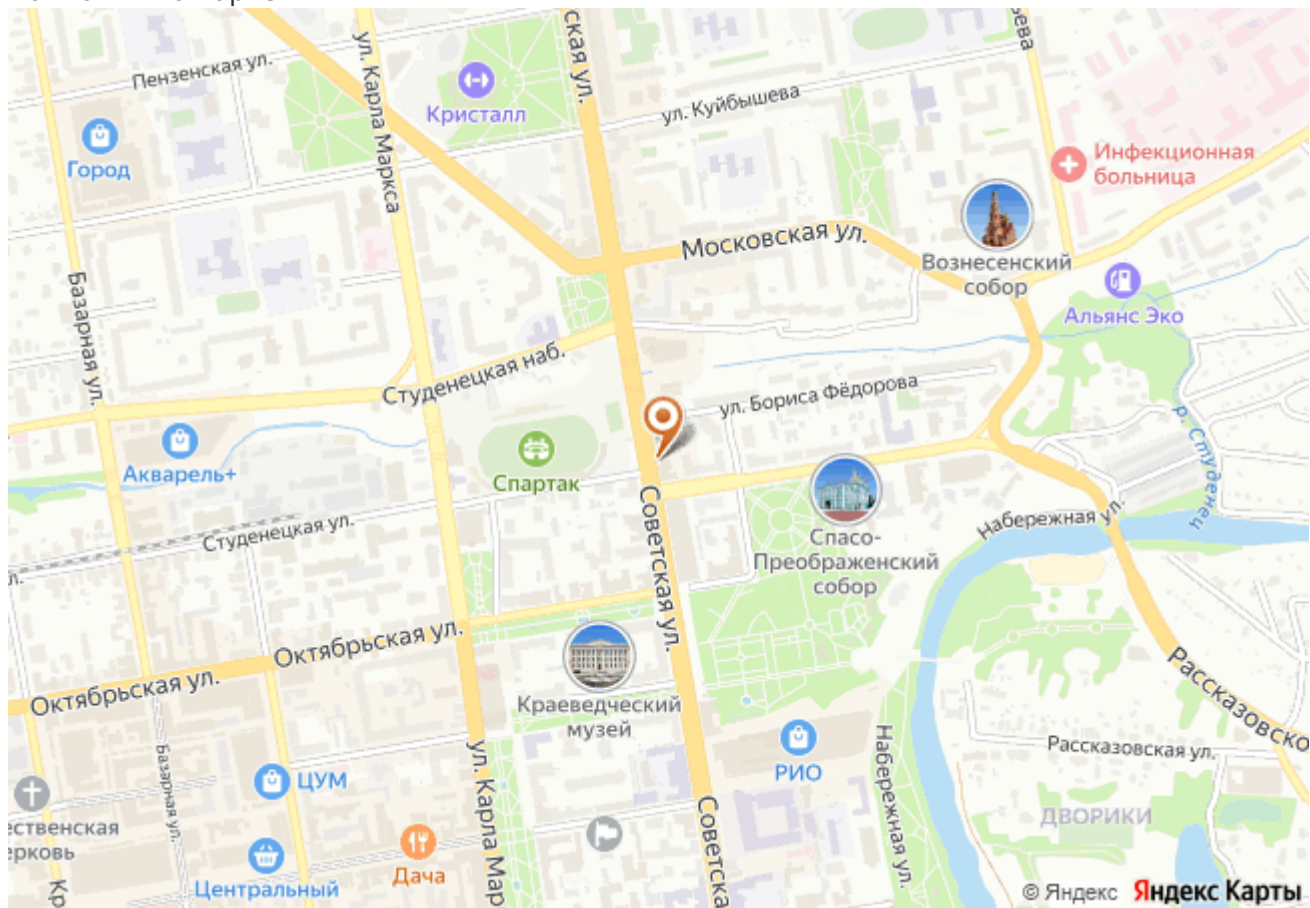 ская ул.
ул. Карла Маркса
Пензенская ул.
Кристалл
ул. Куйбышева
Город
Инфекционная
больница
Московская ул.
Вознесенский
собор
Базарная ул.
Альянс Эко
Студенецкая наб.
ул. Бориса Фёдорова
р. Студенец
Акварель+
Спартак
Студенецкая ул.
Советская ул.
Набережная ул.
Спасо-
Преображенский
собор
Октябрьская ул.
Октябрьская ул.
Рассказовско
Краеведческий
музей
Базарная ул.
ул. Карла Мар
ЦУМ
РИО
Набережная ул.
Рассказовская ул.
Советска
ДВОРИКИ
ественская
ерковь
Дача
Центральный
Кр
© Яндекс Яндекс Карты